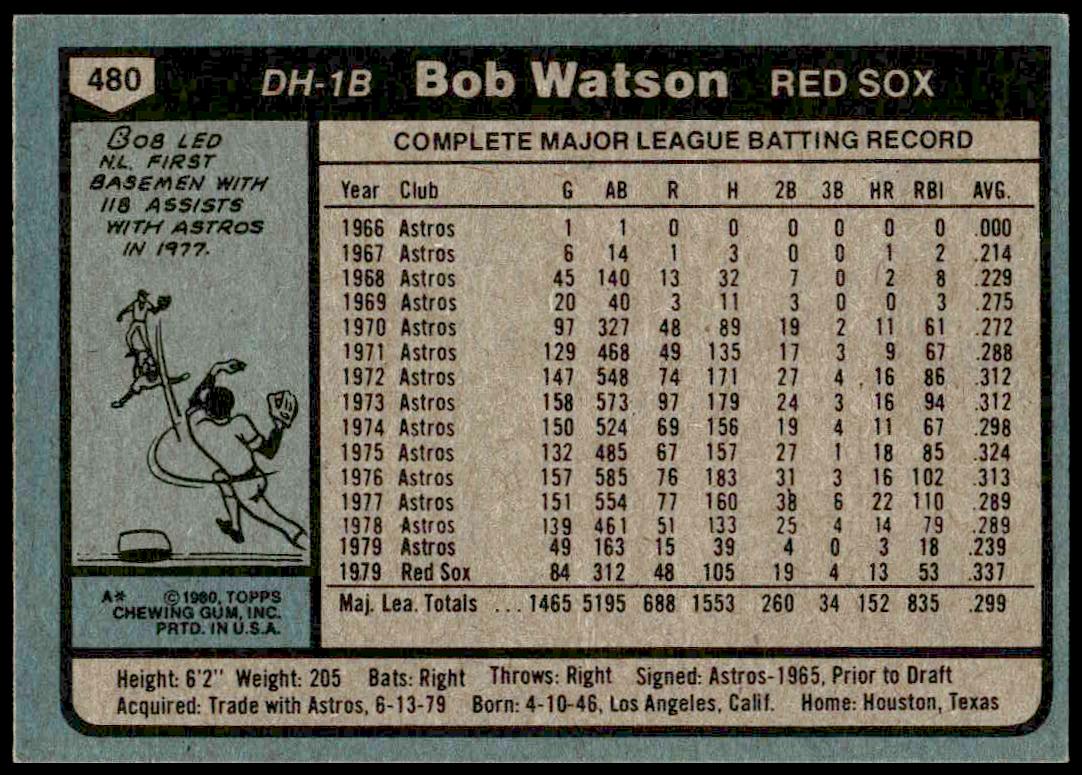 480 DH-1B Bob Watson RED SOX
BOB LED
N.L. FIRST
BASEMEN WITH
118 ASSISTS
WITH ASTROS
IN 1977.
A* ©1980, TOPPS
CHEWING GUM, INC.
PRTD. IN U.S.A.
COMPLETE MAJOR LEAGUE BATTING RECORD
Year Club G AB R H 2B 3B HR RBI AVG.
1966 Astros 1 1 0 0 0 0 0 0 .000
1967 Astros 6 14 1 3 0 0 1 2 .214
1968 Astros 45 140 13 32 7 0 2 8 .229
1969 Astros 20 40 3 11 3 0 0 3 .275
1970 Astros 97 327 48 89 19 2 11 61 .272
1971 Astros 129 468 49 135 17 3 9 67 .288
1972 Astros 147 548 74 171 27 4 16 86 .312
1973 Astros 158 573 97 179 24 3 16 94 .312
1974 Astros 150 524 69 156 19 4 11 67 .298
1975 Astros 132 485 67 157 27 1 18 85 .324
1976 Astros 157 585 76 183 31 3 16 102 .313
1977 Astros 151 554 77 160 38 6 22 110 .289
1978 Astros 139 461 51 133 25 4 14 79 .289
1979 Astros 49 163 15 39 4 0 3 18 .239
1979 Red Sox 84 312 48 105 19 4 13 53 .337
Maj. Lea. Totals ... 1465 5195 688 1553 260 34 152 835 .299
Height: 6'2" Weight: 205 Bats: Right Throws: Right Signed: Astros-1965, Prior to Draft
Acquired: Trade with Astros, 6-13-79 Born: 4-10-46, Los Angeles, Calif. Home: Houston, Texas